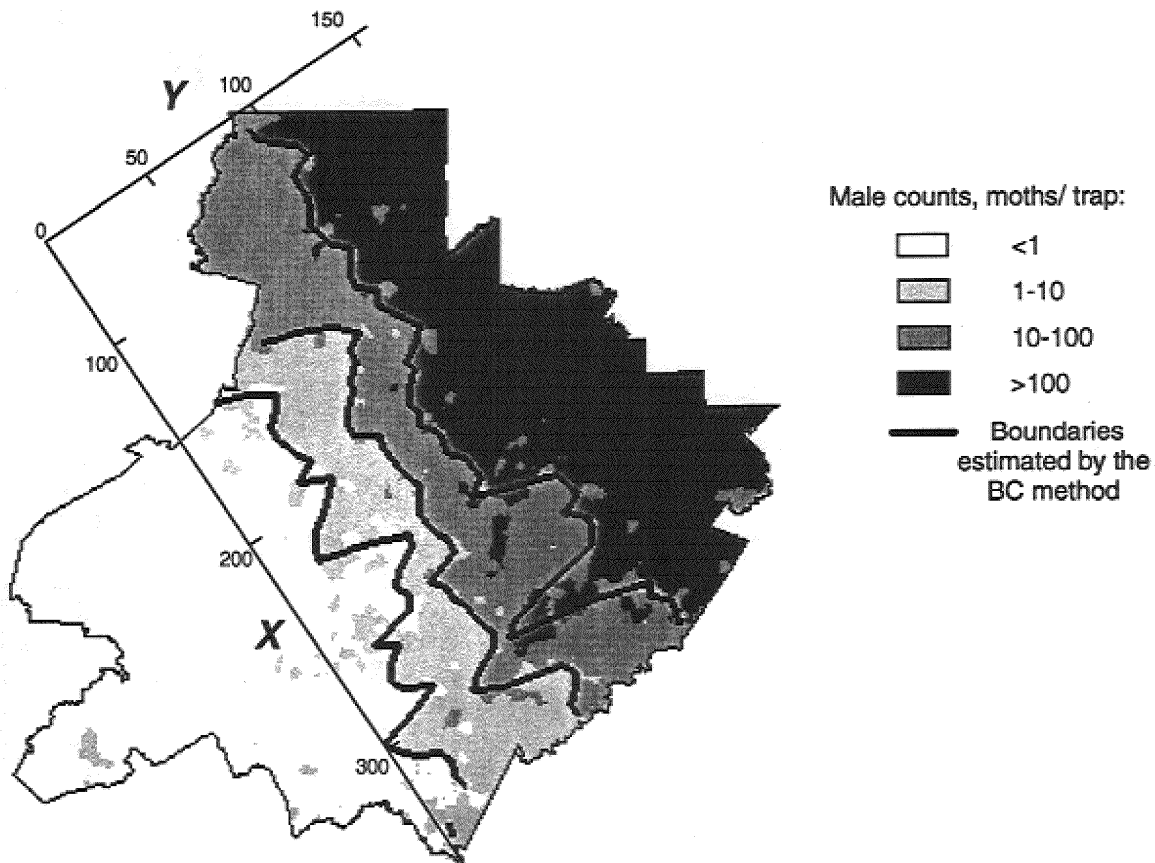 150
100
Y
50
0
100
200
X
300
Male counts, moths/ trap:
<1
1-10
10-100
>100
Boundaries
estimated by the
BC method